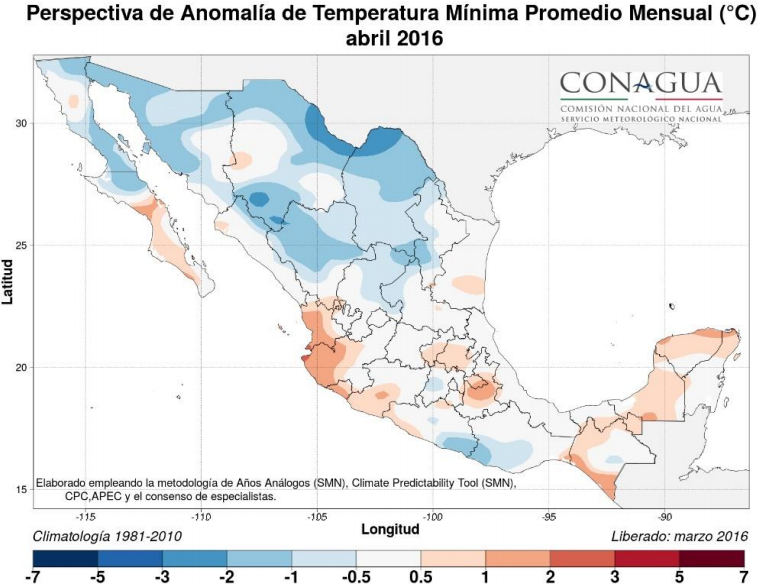 Perspectiva de Anomalía de Temperatura Mínima Promedio Mensual (°C)
abril 2016
CONAGUA
COMISIÓN NACIONAL DEL AGUA
SERVICIO METEOROLÓGICO NACIONAL
Latitud
30
25
20
15
Elaborado empleando la metodología de Años Análogos (SMN), Climate Predictability Tool (SMN),
CPC,APEC y el consenso de especialistas.
-115 -110 -105 -100 -95 -90
Longitud
Climatología 1981-2010
Liberado: marzo 2016
-7 -5 -3 -2 -1 -0.5 0.5 1 2 3 5 7